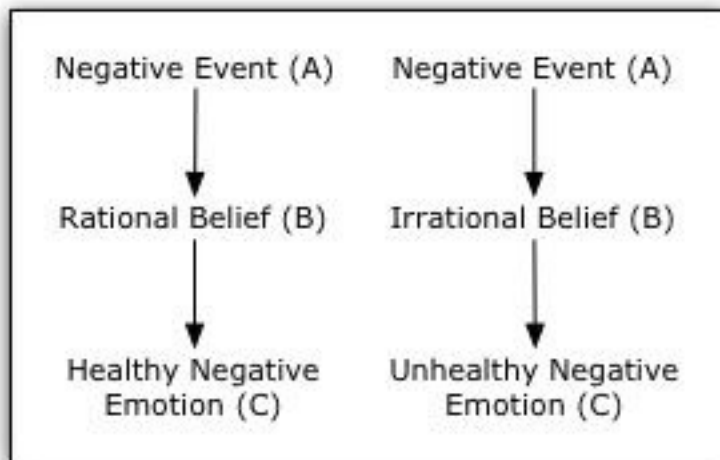 Negative Event (A)
Negative Event (A)
Rational Belief (B)
Irrational Belief (B)
Healthy Negative
Emotion (C)
Unhealthy Negative
Emotion (C)